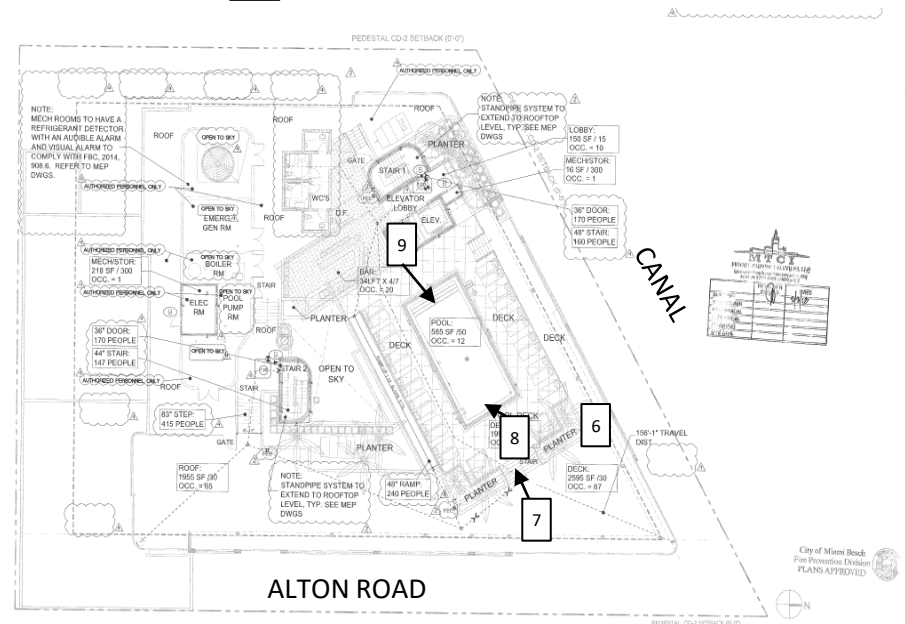 PEDESTAL CD-2 SETBACK (0'-0")
AUTHORIZED PERSONNEL ONLY
NOTE:
MECH ROOMS TO HAVE A
REFRIGERANT DETECTOR
WITH AN AUDIBLE ALARM
AND VISUAL ALARM TO
COMPLY WITH FBC, 2014,
908.6. REFER TO MEP
DWGS.
ROOF
OPEN TO SKY
ROOF
ROOF
NOTE:
STANDPIPE SYSTEM TO
EXTEND TO ROOFTOP
LEVEL, TYP. SEE MEP
DWGS
PLANTER
LOBBY:
150 SF / 15
OCC. = 10
MECH/STOR:
16 SF / 300
OCC. = 1
GATE
STAIR 1
WC'S
D.F.
ELEVATOR
LOBBY
ELEV.
36" DOOR:
170 PEOPLE
48" STAIR:
160 PEOPLE
AUTHORIZED PERSONNEL ONLY
OPEN TO SKY
EMERG.
GEN RM
ROOF
AUTHORIZED PERSONNEL ONLY
OPEN TO SKY
BOILER
RM
MECH/STOR:
216 SF / 300
OCC. = 1
AUTHORIZED PERSONNEL ONLY
ELEC
RM
OPEN TO SKY
POOL
PUMP
RM
STAIR
BAR:
34LFT X 4/7
OCC. = 20
9
CANAL
MTCI
PLANTER
ROOF
DECK
POOL:
585 SF /50
OCC. = 12
DECK
36" DOOR:
170 PEOPLE
44" STAIR:
147 PEOPLE
OPEN TO SKY
STAIR 2
OPEN TO
SKY
AUTHORIZED PERSONNEL ONLY
ROOF
STAIR
83" STEP:
415 PEOPLE
GATE
PLANTER
8
6
PLANTER
STAIR
156'-1" TRAVEL
DIST
ROOF:
1955 SF /30
OCC. = 65
NOTE:
STANDPIPE SYSTEM TO
EXTEND TO ROOFTOP
LEVEL, TYP. SEE MEP
DWGS
48" RAMP:
240 PEOPLE
PLANTER
DECK:
2595 SF /30
OCC. = 87
7
ALTON ROAD
City of Miami Beach
Fire Prevention Division
PLANS APPROVED
N